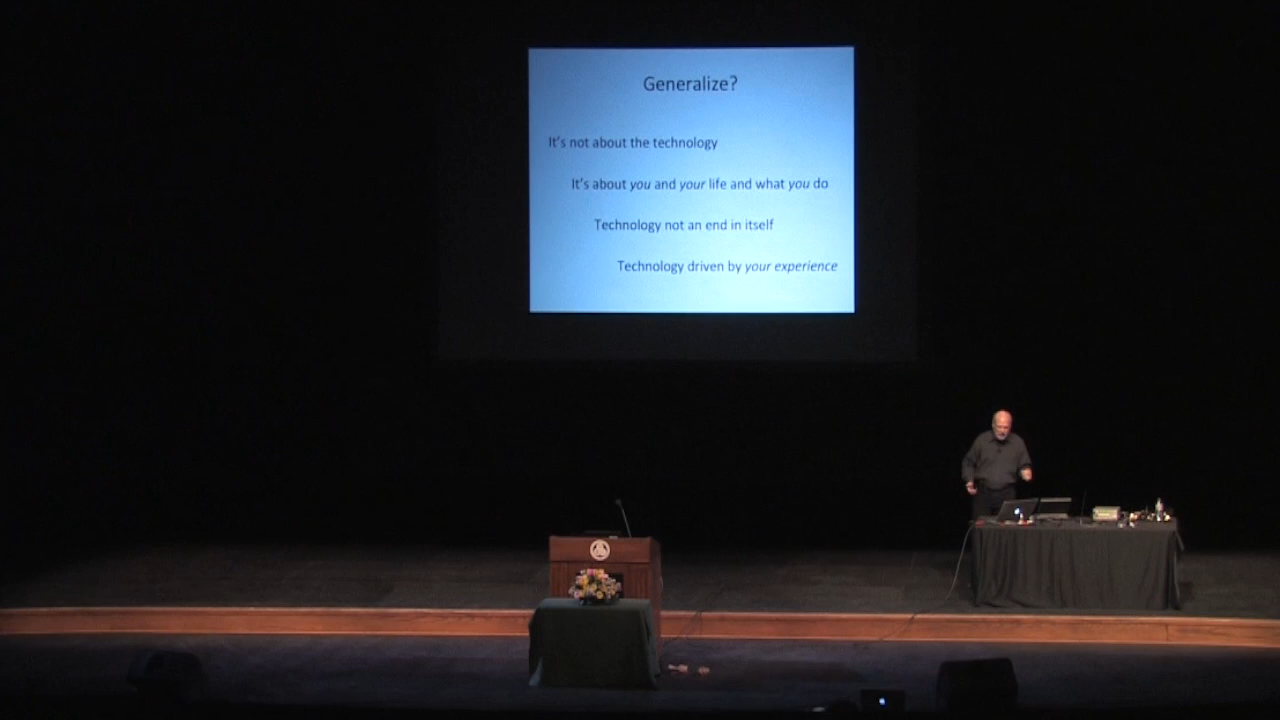 Generalize?
It's not about the technology
It's about you and your life and what you do
Technology not an end in itself
Technology driven by your experience